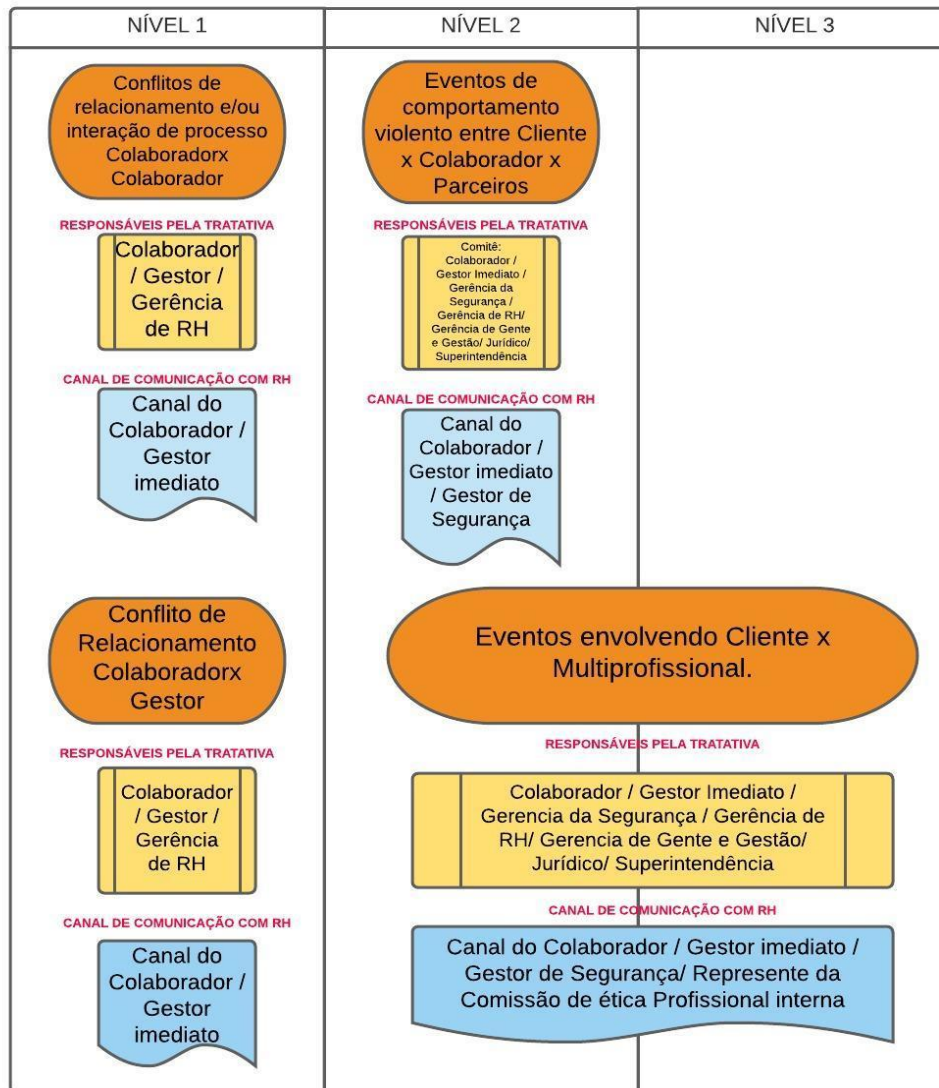 NÍVEL 1
NÍVEL 2
NÍVEL 3
Conflitos de
relacionamento e/ou
interação de processo
Colaboradorx
Colaborador
RESPONSÁVEIS PELA TRATATIVA
Colaborador
/ Gestor /
Gerência
de RH
CANAL DE COMUNICAÇÃO COM RH
Canal do
Colaborador /
Gestor
imediato
Eventos de
comportamento
violento entre Cliente
x Colaborador x
Parceiros
RESPONSÁVEIS PELA TRATATIVA
Comitê:
Colaborador /
Gestor Imediato /
Gerência da
Segurança /
Gerência de RH/
Gerência de Gente
e Gestão/ Jurídico/
Superintendência
CANAL DE COMUNICAÇÃO COM RH
Canal do
Colaborador /
Gestor imediato
/ Gestor de
Segurança
Conflito de
Relacionamento
Colaboradorx
Gestor
RESPONSÁVEIS PELA TRATATIVA
Colaborador
/ Gestor /
Gerência
de RH
CANAL DE COMUNICAÇÃO COM RH
Canal do
Colaborador /
Gestor
imediato
Eventos envolvendo Cliente x
Multiprofissional.
RESPONSÁVEIS PELA TRATATIVA
Colaborador / Gestor Imediato /
Gerencia da Segurança / Gerência de
RH/ Gerencia de Gente e Gestão/
Jurídico/ Superintendência
CANAL DE COMUNICAÇÃO COM RH
Canal do Colaborador / Gestor imediato /
Gestor de Segurança/ Represente da
Comissão de ética Profissional interna